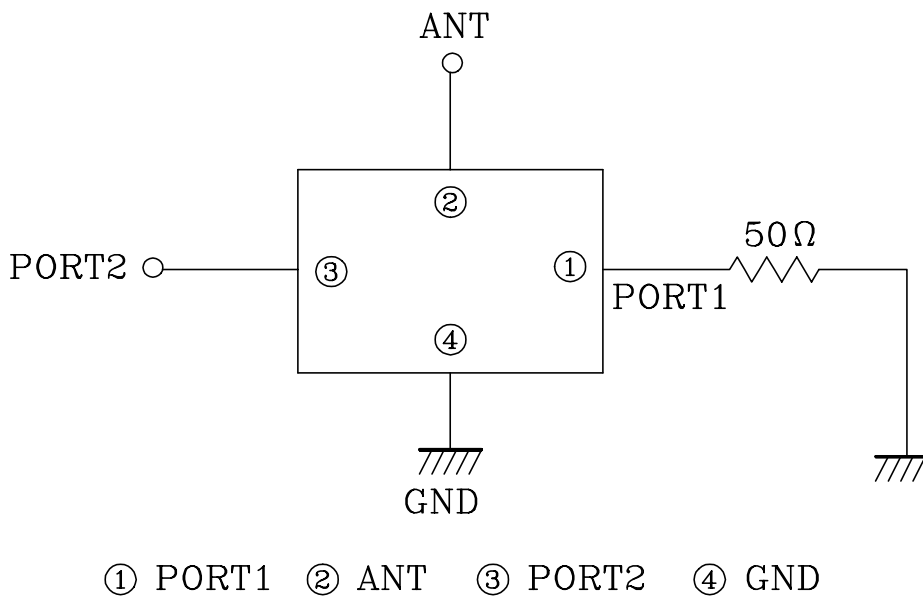 ANT
②
50Ω
PORT2 ③ ①
PORT1
④
GND
① PORT1 ② ANT ③ PORT2 ④ GND